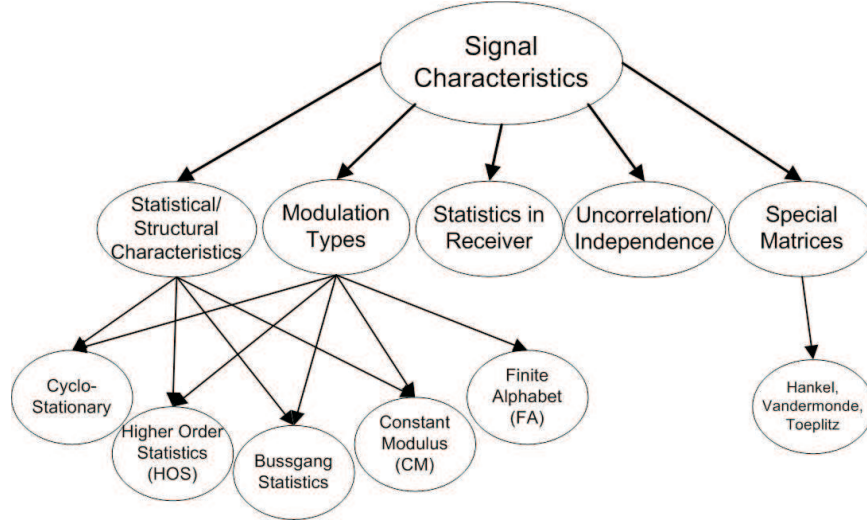 Signal
Characteristics
Statistical/
Structural
Characteristics
Modulation
Types
Statistics in
Receiver
Uncorrelation/
Independence
Special
Matrices
Cyclo-
Stationary
Higher Order
Statistics
(HOS)
Bussgang
Statistics
Constant
Modulus
(CM)
Finite
Alphabet
(FA)
Hankel,
Vandermonde,
Toeplitz